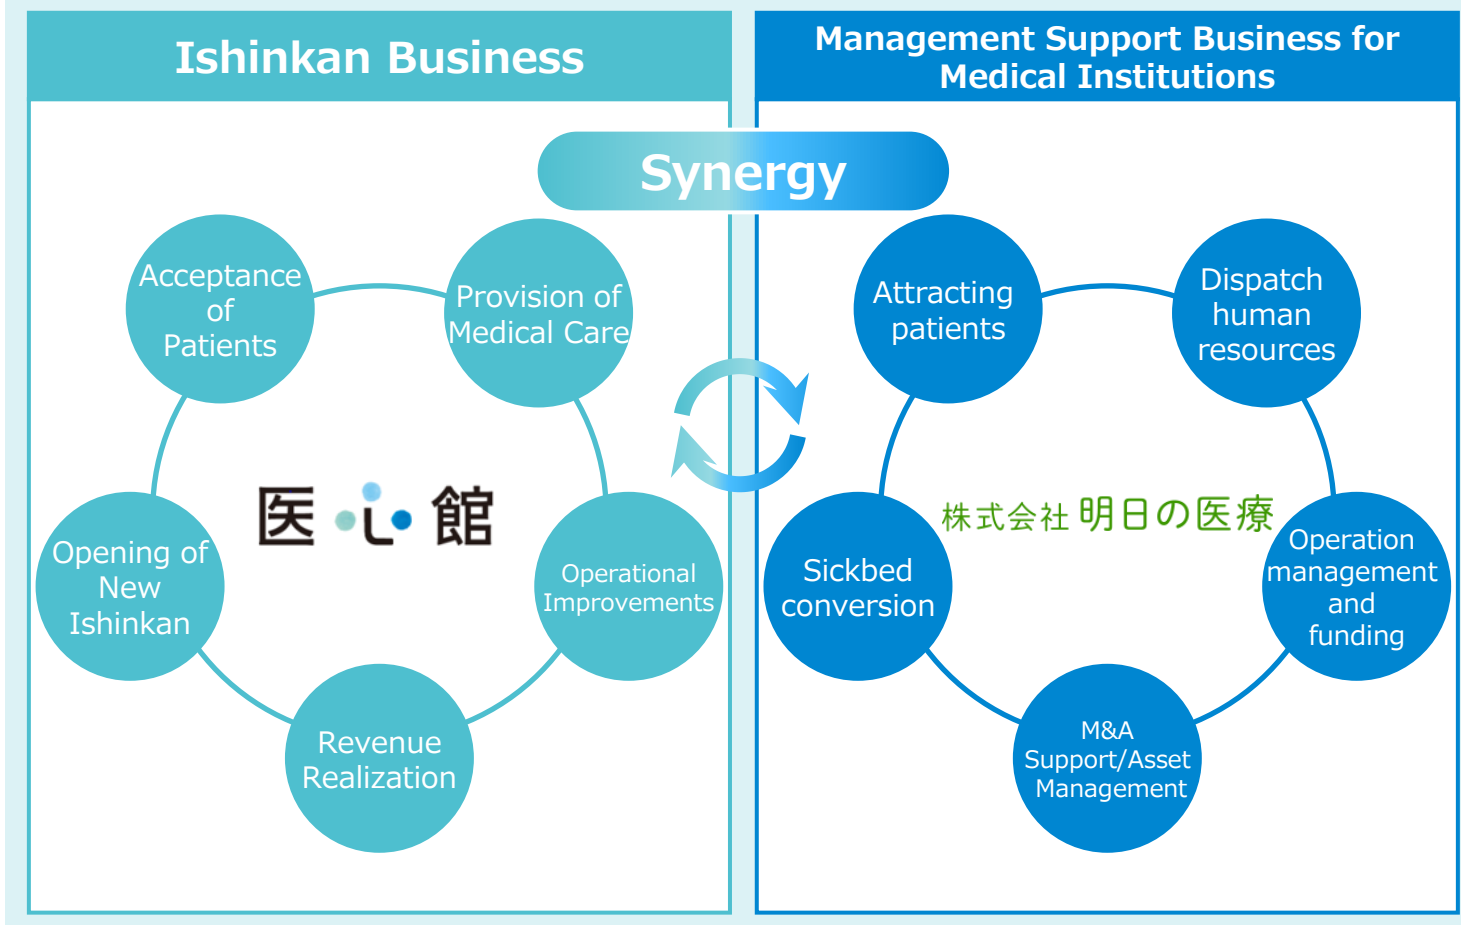 Ishinkan Business
Management Support Business for
Medical Institutions
Synergy
Acceptance
of
Patients
Provision of
Medical Care
Opening of
New
Ishinkan
Operational
Improvements
Revenue
Realization
医心館
Attracting
patients
Dispatch
human
resources
Sickbed
conversion
Operation
management
and
funding
M&A
Support/Asset
Management
株式会社 明日の医療